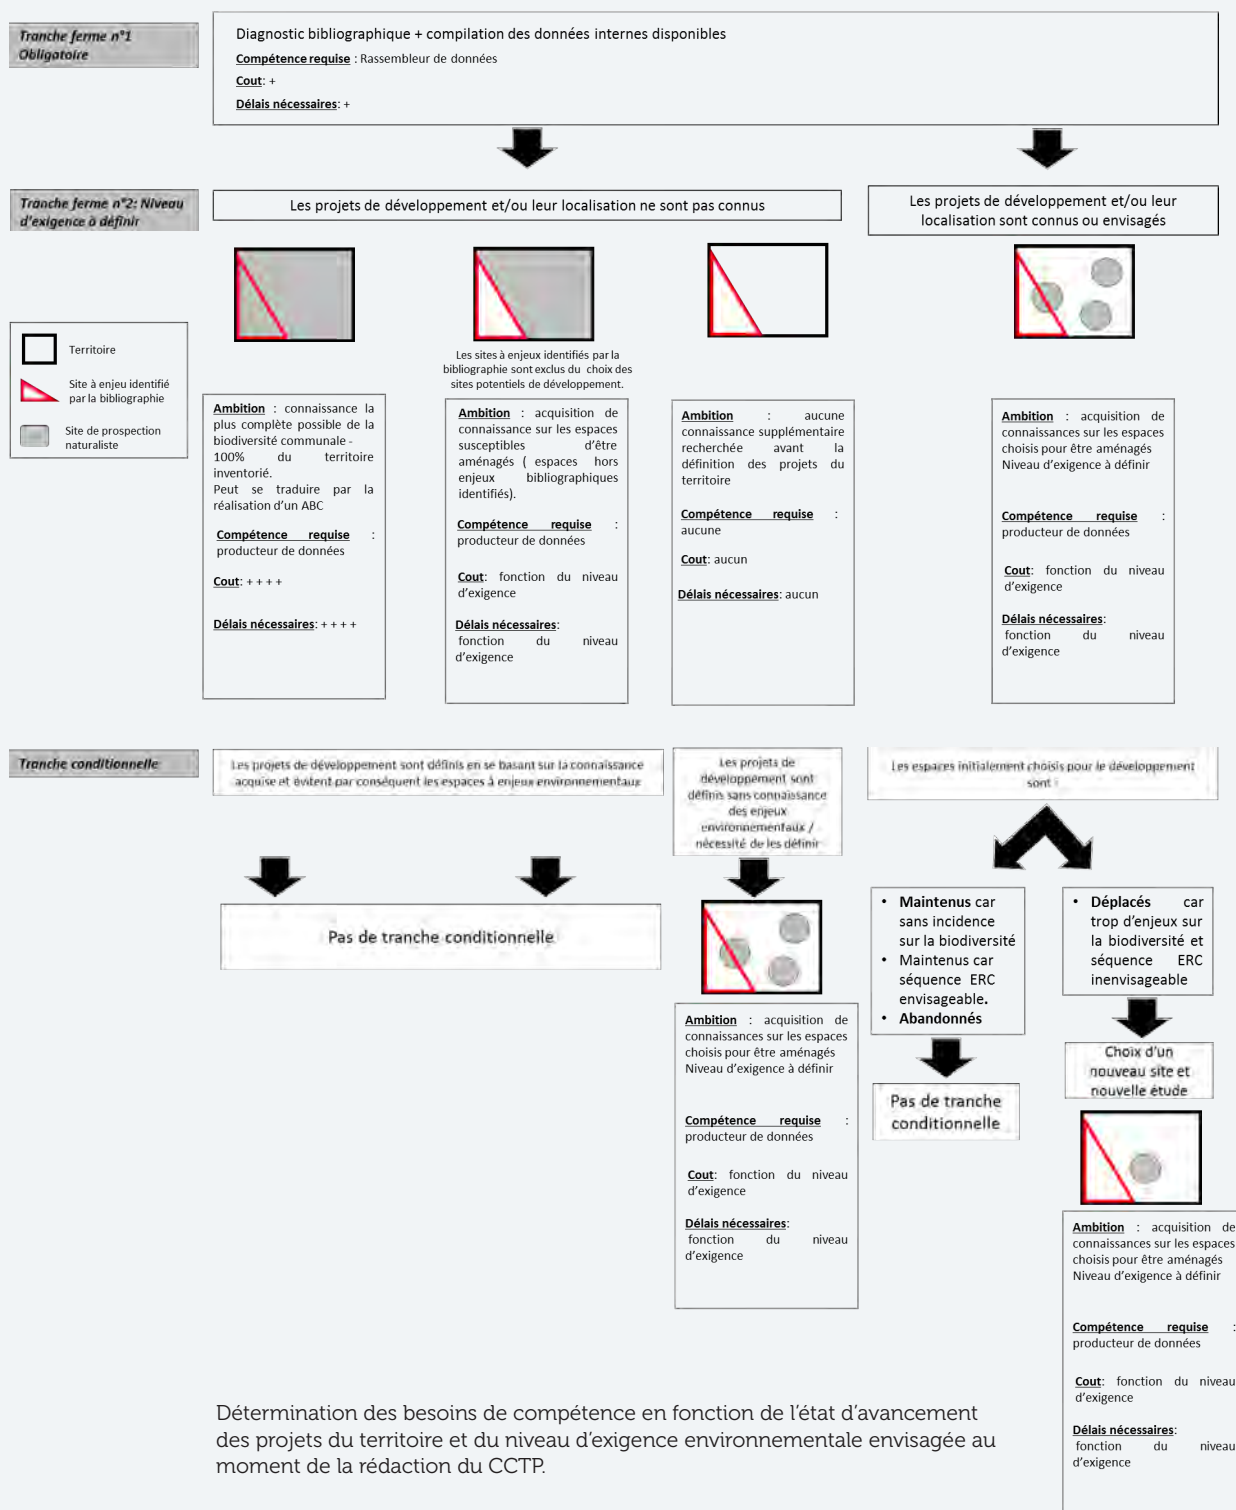 Tranche ferme n°1
Obligatoire
Diagnostic bibliographique + compilation des données internes disponibles
Compétence requise : Rassembleur de données
Cout: +
Délais nécessaires: +
Tranche ferme n°2: Niveau
d'exigence à définir
Les projets de développement et/ou leur localisation ne sont pas connus
Les projets de développement et/ou leur
localisation sont connus ou envisagés
Territoire
Site à enjeu identifié
par la bibliographie
Site de prospection
naturaliste
Les sites à enjeux identifiés par la
bibliographie sont exclus du choix des
sites potentiels de développement.
Ambition : connaissance la
plus complète possible de la
biodiversité communale -
100% du territoire
inventorié.
Peut se traduire par la
réalisation d'un ABC
Compétence requise :
producteur de données
Cout: + + + +
Délais nécessaires: + + + +
Ambition : acquisition de
connaissance sur les espaces
susceptibles d'être
aménagés ( espaces hors
enjeux bibliographiques
identifiés).
Compétence requise :
producteur de données
Cout: fonction du niveau
d'exigence
Délais nécessaires:
fonction du niveau
d'exigence
Ambition : aucune
connaissance supplémentaire
recherchée avant la
définition des projets du
territoire
Compétence requise :
aucune
Cout: aucun
Délais nécessaires: aucun
Ambition : acquisition de
connaissances sur les espaces
choisis pour être aménagés
Niveau d'exigence à définir
Compétence requise :
producteur de données
Cout: fonction du niveau
d'exigence
Délais nécessaires:
fonction du niveau
d'exigence
Tranche conditionnelle
Les projets de développement sont définis en se basant sur la connaissance
acquise et évitent par conséquent les espaces à enjeux environnementaux
Les projets de
développement sont
définis sans connaissance
des enjeux
environnementaux /
nécessité de les définir
Les espaces initialement choisis pour le développement
sont :
Pas de tranche conditionnelle
Ambition : acquisition de
connaissances sur les espaces
choisis pour être aménagés
Niveau d'exigence à définir
Compétence requise :
producteur de données
Cout: fonction du niveau
d'exigence
Délais nécessaires:
fonction du niveau
d'exigence
• Maintenus car
sans incidence
sur la biodiversité
• Maintenus car
séquence ERC
envisageable.
• Abandonnés
Pas de tranche
conditionnelle
• Déplacés car
trop d'enjeux sur
la biodiversité et
séquence ERC
inenvisageable
Choix d'un
nouveau site et
nouvelle étude
Ambition : acquisition de
connaissances sur les espaces
choisis pour être aménagés
Niveau d'exigence à définir
Compétence requise :
producteur de données
Cout: fonction du niveau
d'exigence
Délais nécessaires:
fonction du niveau
d'exigence
Détermination des besoins de compétence en fonction de l'état d'avancement
des projets du territoire et du niveau d'exigence environnementale envisagée au
moment de la rédaction du CCTP.